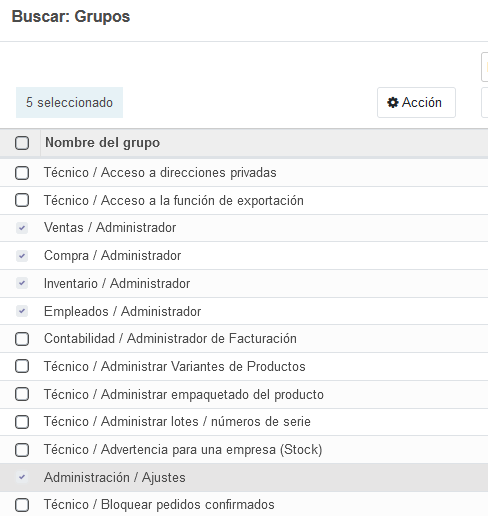 Buscar: Grupos
5 seleccionado
Acción
Nombre del grupo
Técnico / Acceso a direcciones privadas
Técnico / Acceso a la función de exportación
Ventas / Administrador
Compra / Administrador
Inventario / Administrador
Empleados / Administrador
Contabilidad / Administrador de Facturación
Técnico / Administrar Variantes de Productos
Técnico / Administrar empaquetado del producto
Técnico / Administrar lotes / números de serie
Técnico / Advertencia para una empresa (Stock)
Administración / Ajustes
Técnico / Bloquear pedidos confirmados